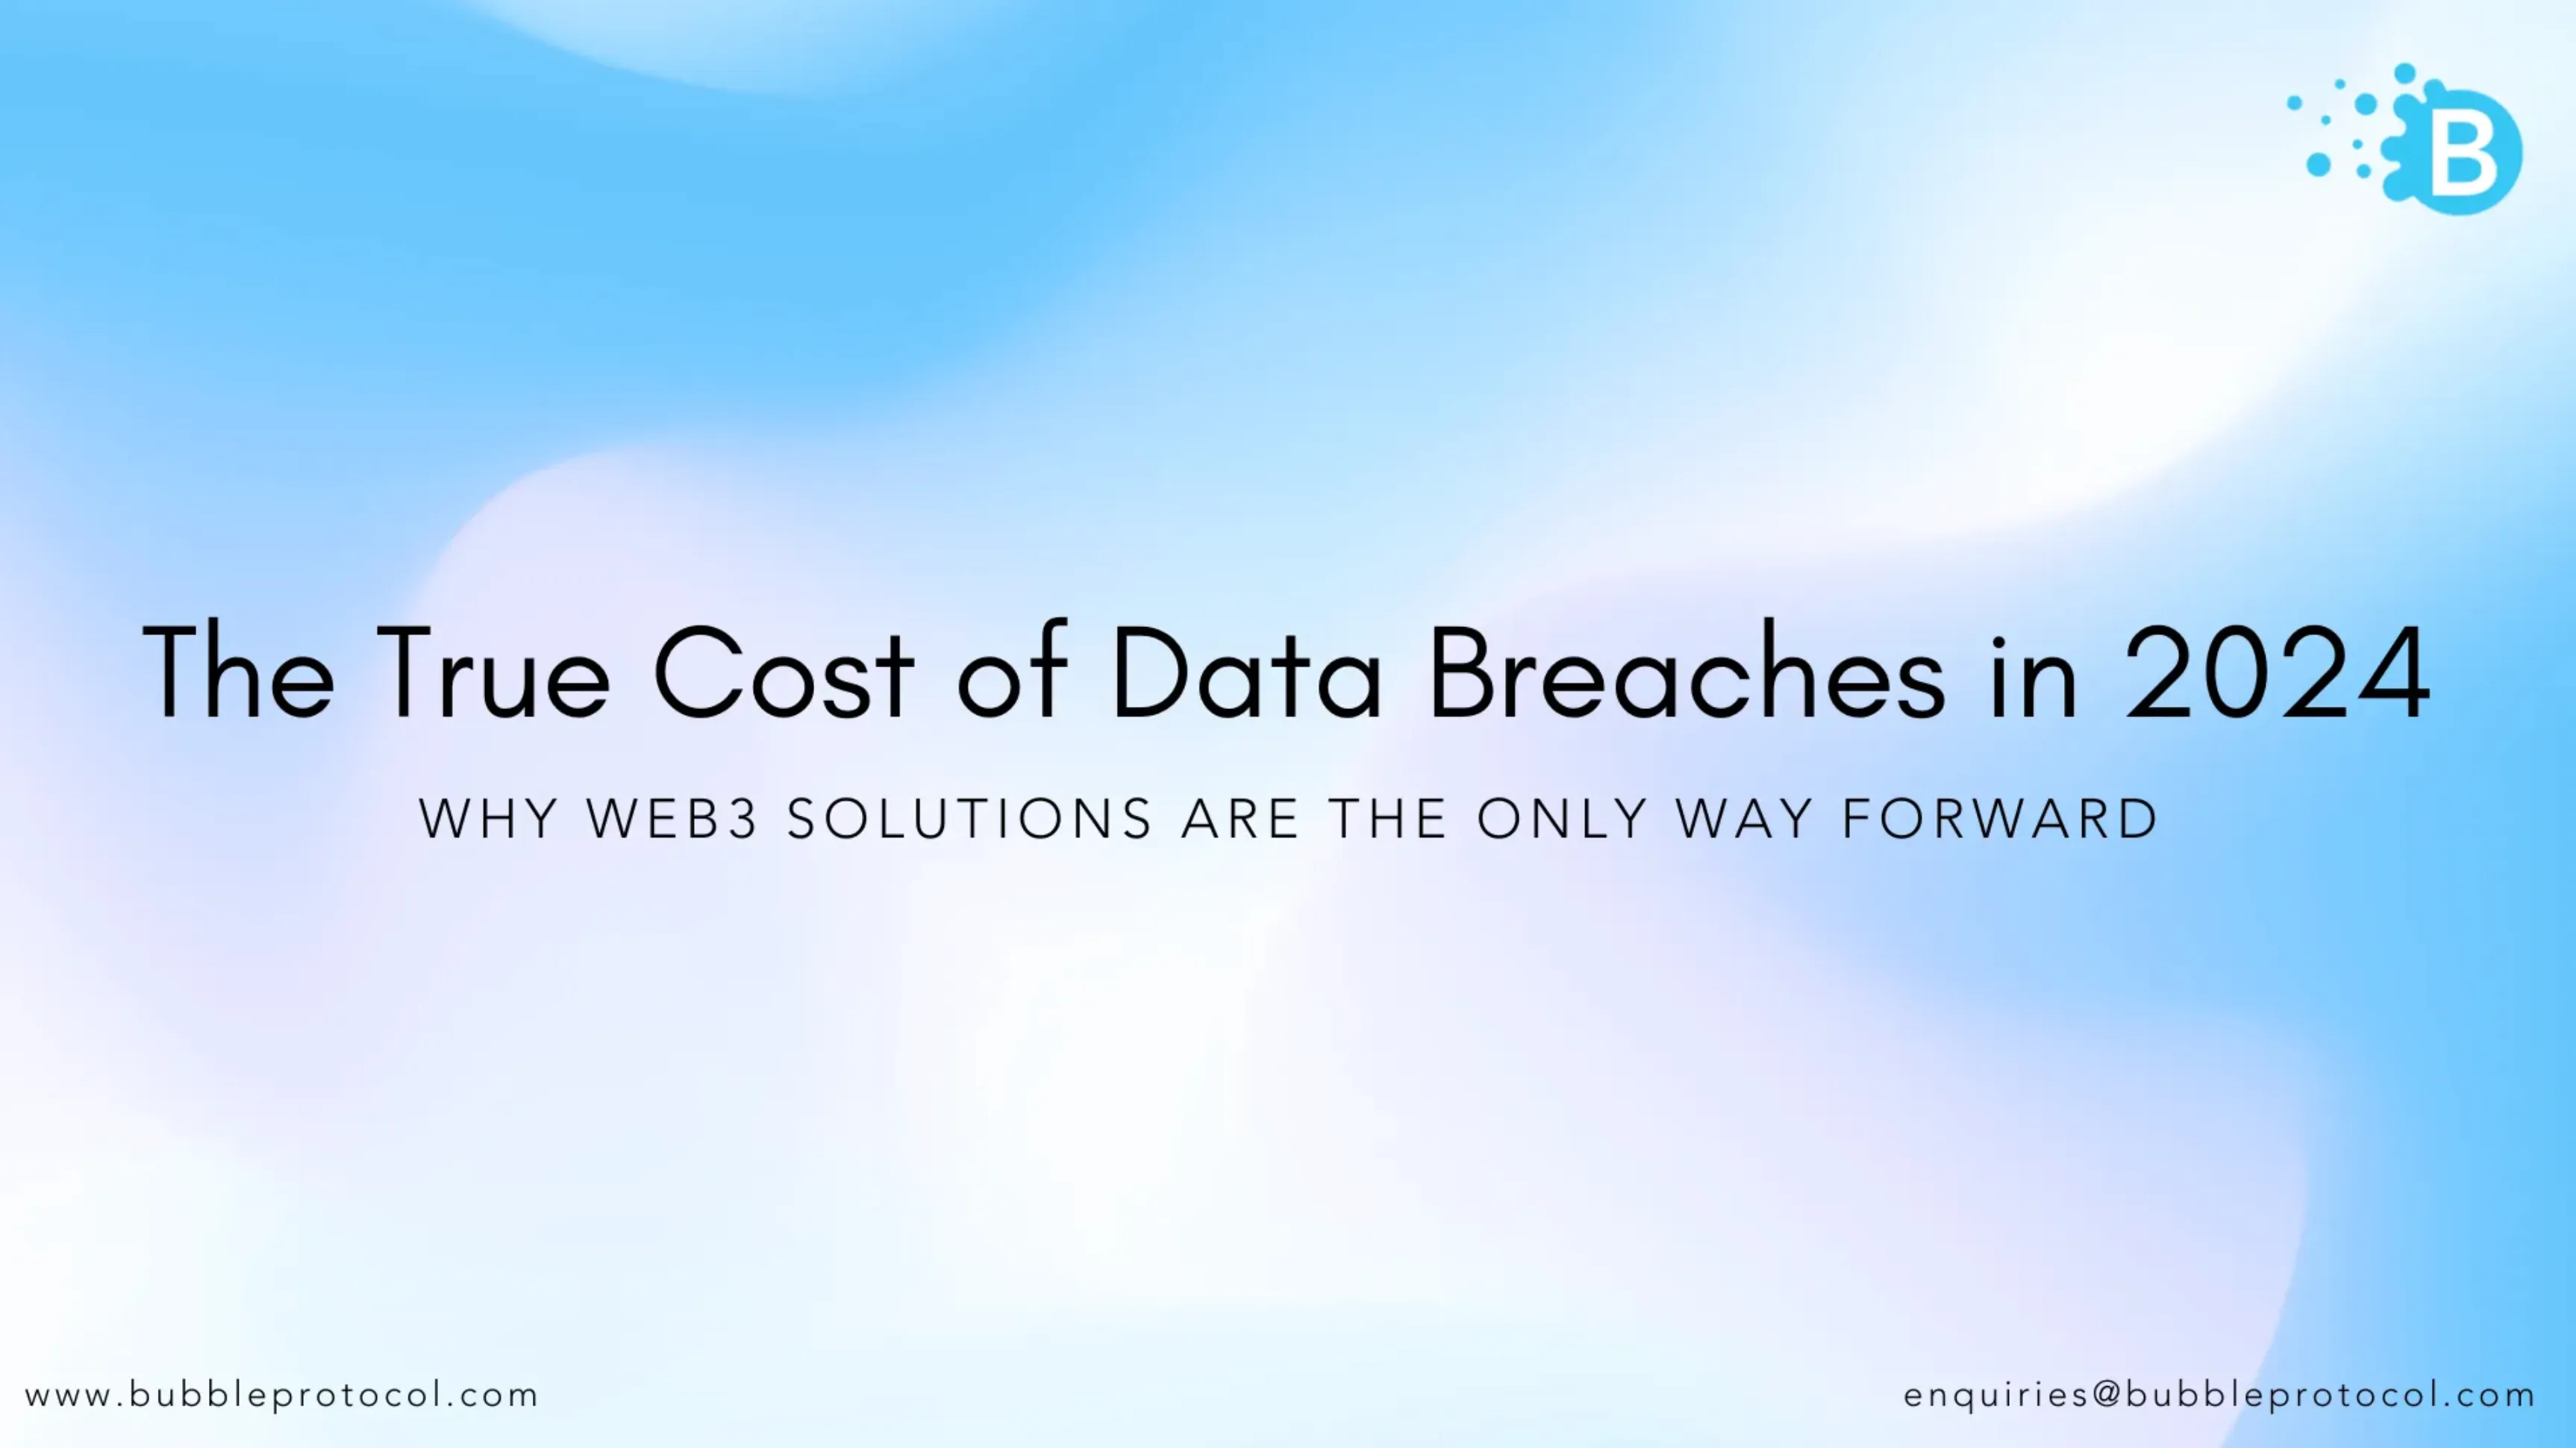 B
The True Cost of Data Breaches in 2024
WHY WEB3 SOLUTIONS ARE THE ONLY WAY FORWARD
www.bubbleprotocol.com
enquiries@bubbleprotocol.com